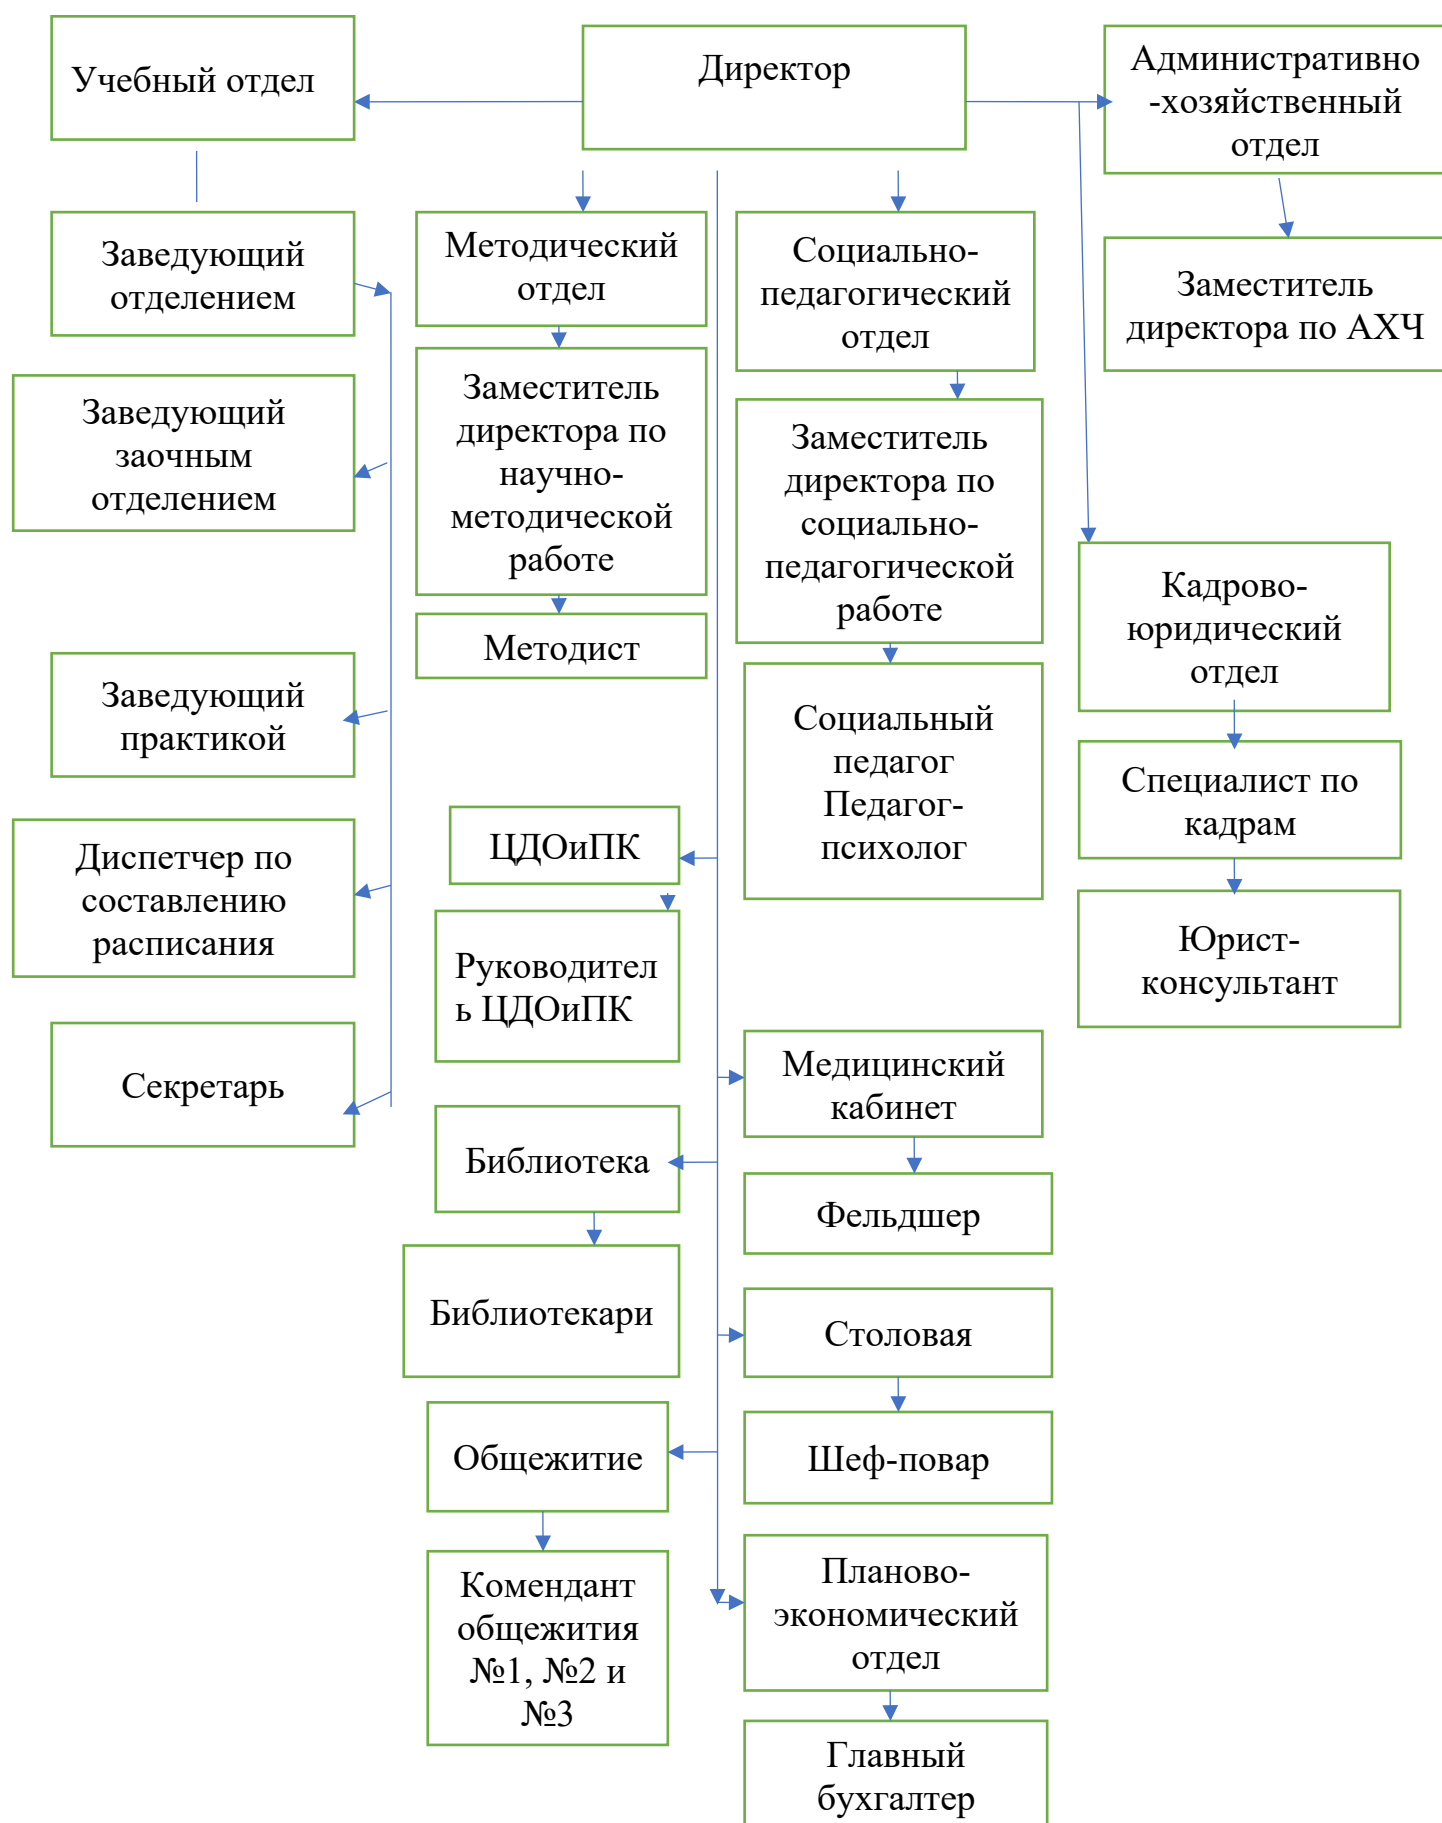 Учебный отдел
Директор
Административно
-хозяйственный
отдел
Заведующий
отделением
Методический
отдел
Социально-
педагогический
отдел
Заместитель
директора по АХЧ
Заведующий
заочным
отделением
Заместитель
директора по
научно-
методической
работе
Заместитель
директора по
социально-
педагогической
работе
Кадрово-
юридический
отдел
Методист
Заведующий
практикой
Социальный
педагог
Педагог-
психолог
Специалист по
кадрам
ЦДОиПК
Диспетчер по
составлению
расписания
Юрист-
консультант
Руководител
ь ЦДОиПК
Секретарь
Медицинский
кабинет
Библиотека
Фельдшер
Библиотекари
Столовая
Общежитие
Шеф-повар
Комендант
общежития
№1, №2 и
№3
Планово-
экономический
отдел
Главный
бухгалтер